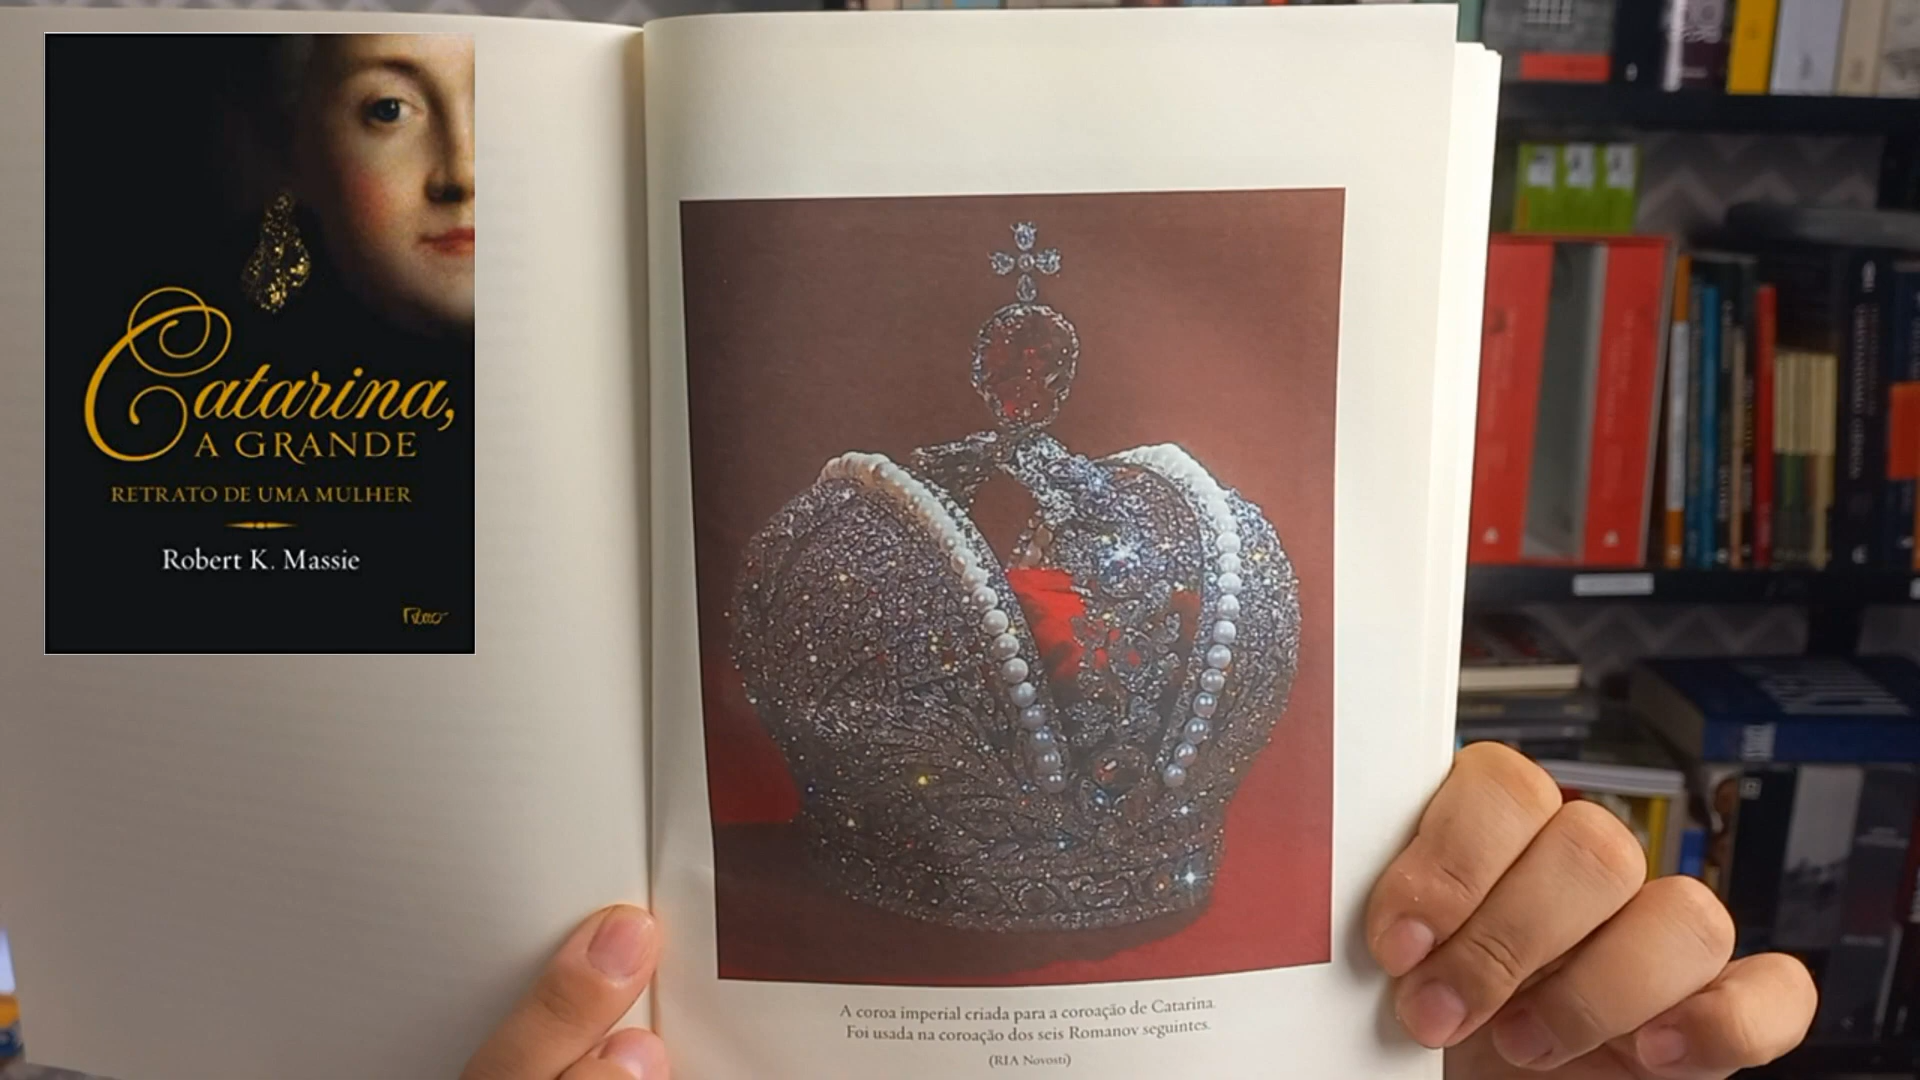 Catarina,
A GRANDE
RETRATO DE UMA MULHER
Robert K. Massie
Rocco
A coroa imperial criada para a coroação de Catarina.
Foi usada na coroação dos seis Romanov seguintes.
(RIA Novosti)